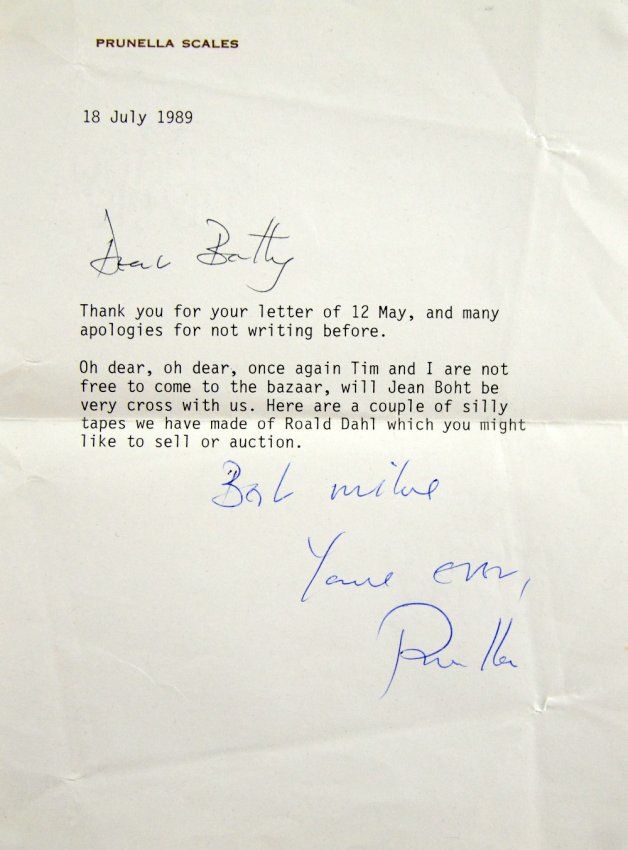 PRUNELLA SCALES
18 July 1989
Dear Batty
Thank you for your letter of 12 May, and many
apologies for not writing before.
Oh dear, oh dear, once again Tim and I are not
free to come to the bazaar, will Jean Boht be
very cross with us. Here are a couple of silly
tapes we have made of Roald Dahl which you might
like to sell or auction.
Best wishes
Yours ever,
Prunella